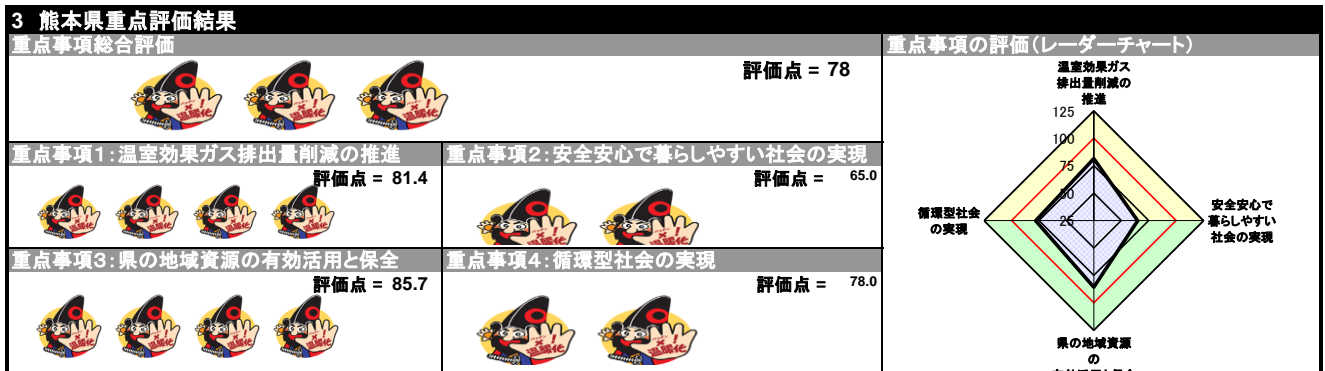 3 熊本県重点評価結果
重点事項総合評価
評価点 = 78
重点事項1：温室効果ガス排出量削減の推進
評価点 = 81.4
重点事項2：安全安心で暮らしやすい社会の実現
評価点 = 65.0
重点事項3：県の地域資源の有効活用と保全
評価点 = 85.7
重点事項4：循環型社会の実現
評価点 = 78.0
重点事項の評価（レーダーチャート）
温室効果ガス
排出量削減の
推進
125
100
75
50
25
循環型社会
の実現
安全安心で
暮らしやすい
社会の実現
県の地域資源
の